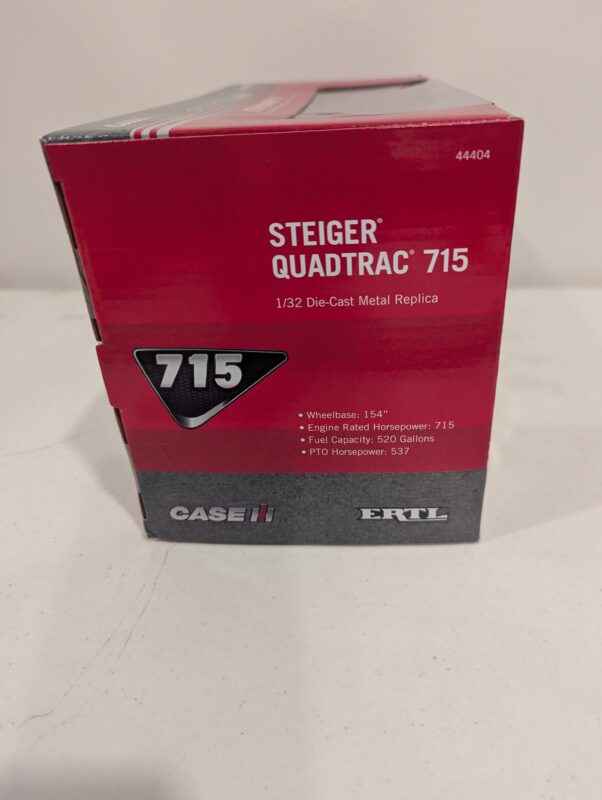 44404
STEIGER®
QUADTRAC® 715
1/32 Die-Cast Metal Replica
715
• Wheelbase: 154"
• Engine Rated Horsepower: 715
• Fuel Capacity: 520 Gallons
• PTO Horsepower: 537
CASE IH
ERTL